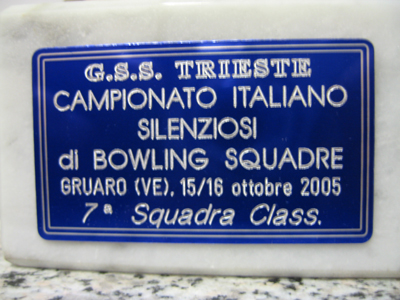 G.S.S. TRIESTE
CAMPIONATO ITALIANO
SILENZIOSI
di BOWLING SQUADRE
GRUARO (VE), 15/16 ottobre 2005
7ª Squadra Class.